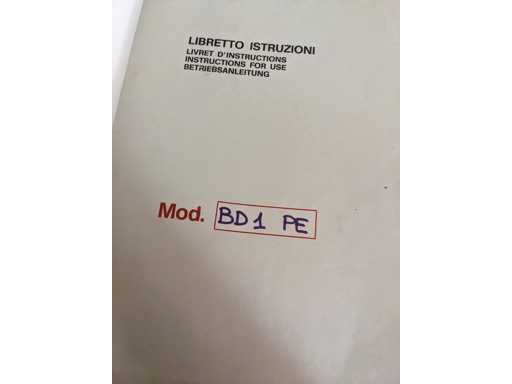 LIBRETTO ISTRUZIONI
LIVRET D'INSTRUCTIONS
INSTRUCTIONS FOR USE
BETRIEBSANLEITUNG
Mod. BD1 PE